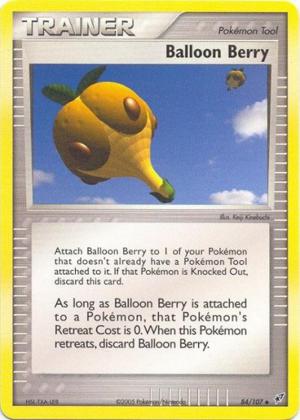 TRAINER
Pokémon Tool
Balloon Berry
Illus. Keiji Kinebuchi
Attach Balloon Berry to 1 of your Pokémon
that doesn't already have a Pokémon Tool
attached to it. If that Pokémon is Knocked Out,
discard this card.
As long as Balloon Berry is attached
to a Pokémon, that Pokémon's
Retreat Cost is 0. When this Pokémon
retreats, discard Balloon Berry.
©2005 Pokémon/Nintendo
84/107